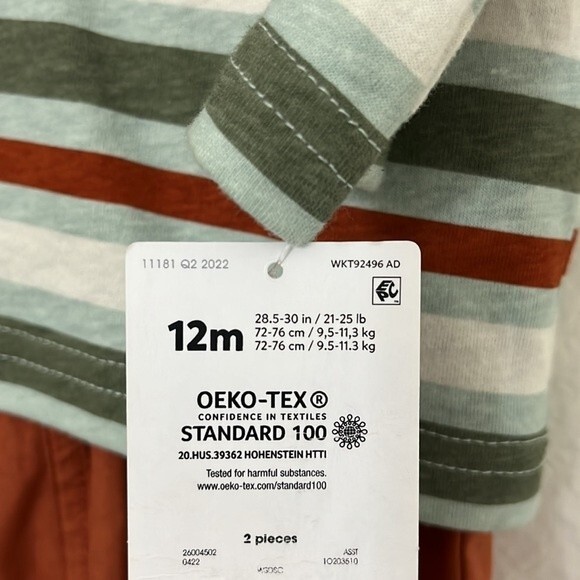 11181 Q2 2022
WKT92496 AD
EPC
12m
28.5-30 in / 21-25 lb
72-76 cm / 9,5-11,3 kg
72-76 cm / 9.5-11.3 kg
OEKO-TEX®
CONFIDENCE IN TEXTILES
STANDARD 100
20.HUS.39362 HOHENSTEIN HTTI
Tested for harmful substances.
www.oeko-tex.com/standard100
2 pieces
26004502
0422
ASST
1O203610